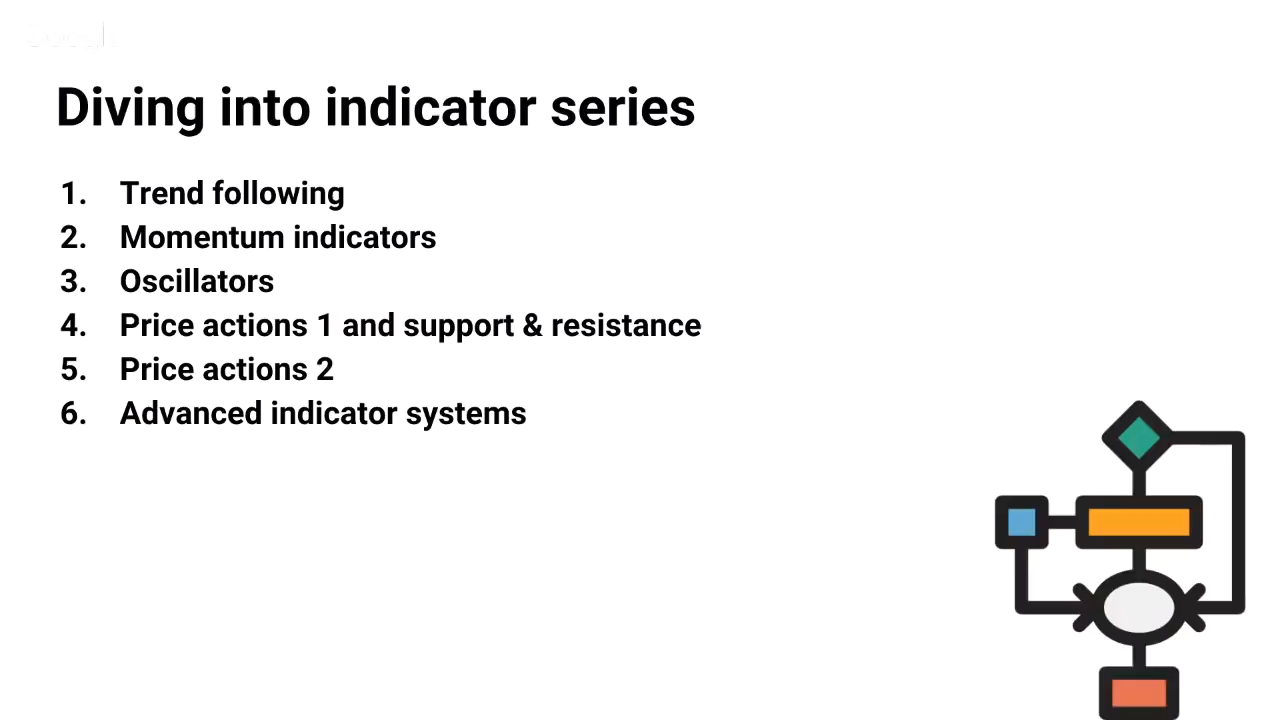 Diving into indicator series
1. Trend following
2. Momentum indicators
3. Oscillators
4. Price actions 1 and support & resistance
5. Price actions 2
6. Advanced indicator systems